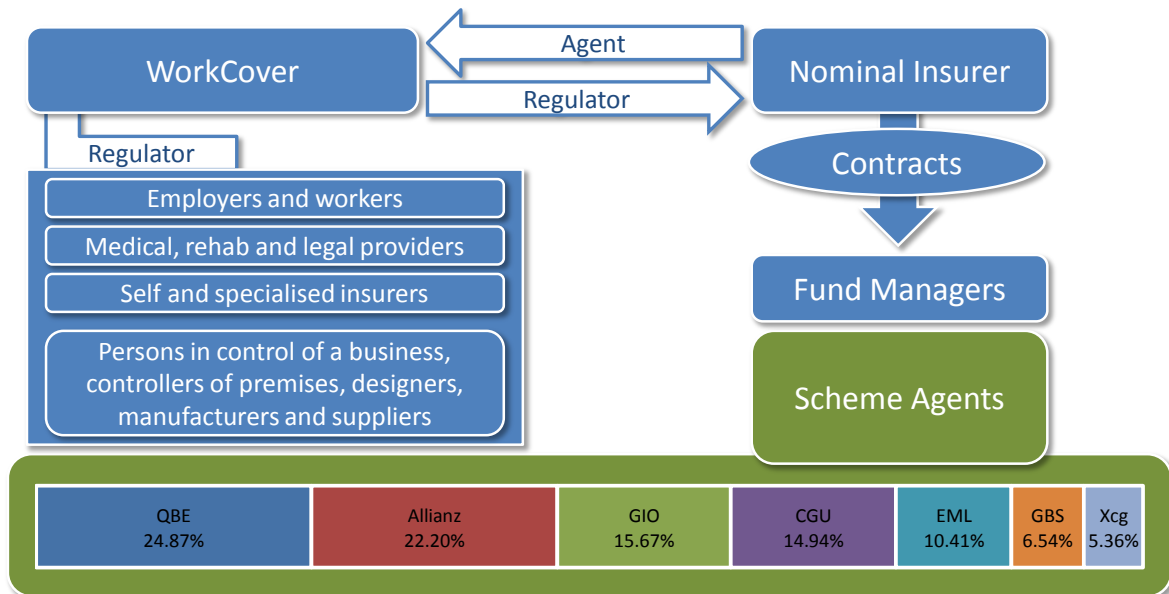 WorkCover
Agent
Regulator
Nominal Insurer
Regulator
Employers and workers
Medical, rehab and legal providers
Self and specialised insurers
Persons in control of a business,
controllers of premises, designers,
manufacturers and suppliers
Contracts
Fund Managers
Scheme Agents
QBE
24.87%
Allianz
22.20%
GIO
15.67%
CGU
14.94%
EML
10.41%
GBS
6.54%
Xcg
5.36%